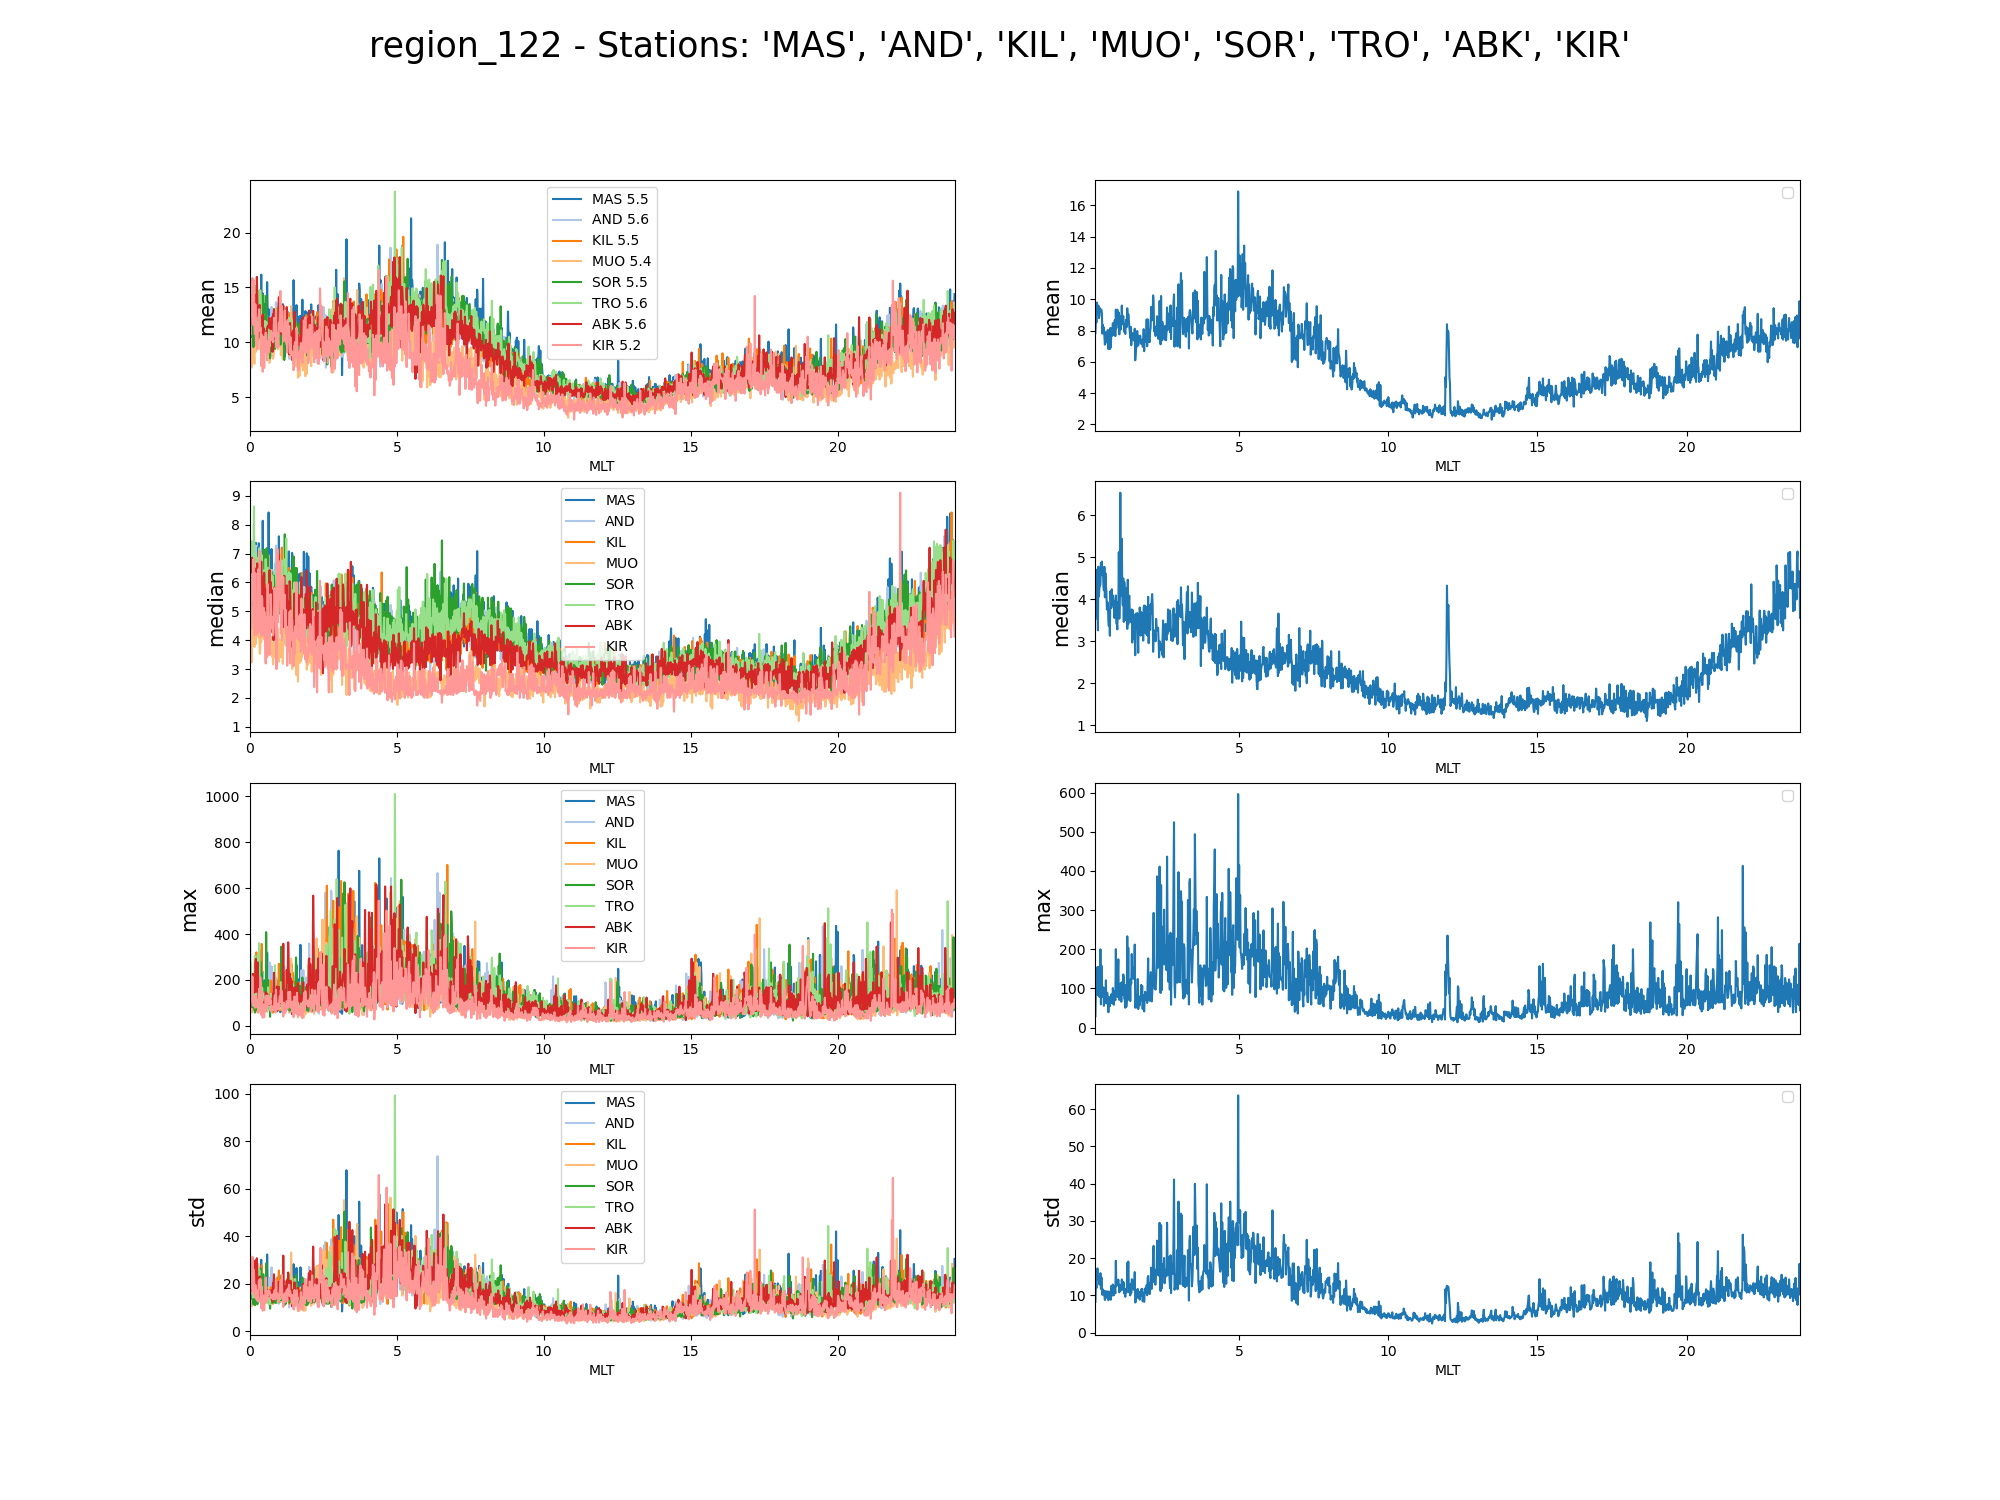 region_122 - Stations: 'MAS', 'AND', 'KIL', 'MUO', 'SOR', 'TRO', 'ABK', 'KIR'
mean
20
15
10
5
MAS 5.5
AND 5.6
KIL 5.5
MUO 5.4
SOR 5.5
TRO 5.6
ABK 5.6
KIR 5.2
0 5 10 15 20
MLT
mean
16
14
12
10
8
6
4
2
5 10 15 20
MLT
median
9
8
7
6
5
4
3
2
1
MAS
AND
KIL
MUO
SOR
TRO
ABK
KIR
0 5 10 15 20
MLT
median
6
5
4
3
2
1
5 10 15 20
MLT
max
1000
800
600
400
200
0
MAS
AND
KIL
MUO
SOR
TRO
ABK
KIR
0 5 10 15 20
MLT
max
600
500
400
300
200
100
0
5 10 15 20
MLT
std
100
80
60
40
20
0
MAS
AND
KIL
MUO
SOR
TRO
ABK
KIR
0 5 10 15 20
MLT
std
60
50
40
30
20
10
0
5 10 15 20
MLT